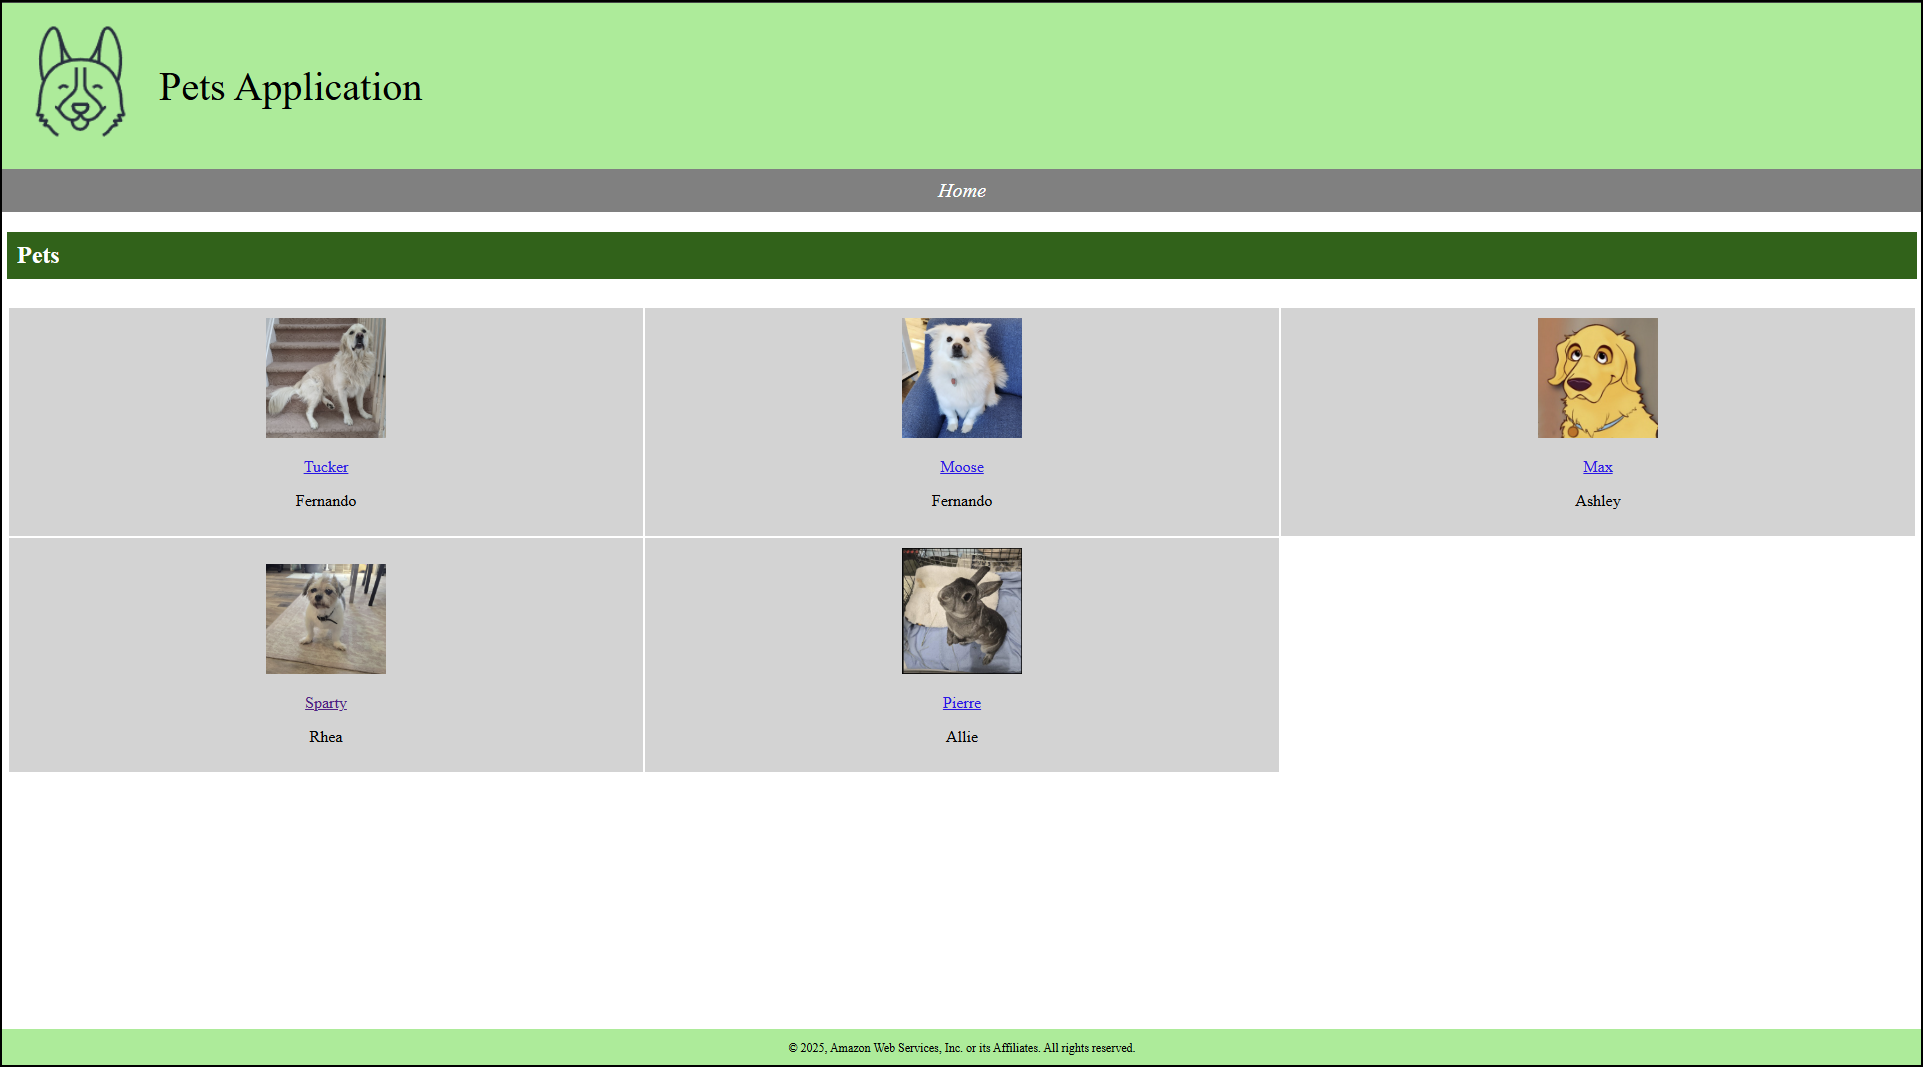 Pets Application
Home
Pets
Tucker
Fernando
Moose
Fernando
Max
Ashley
Sparty
Rhea
Pierre
Allie
© 2025, Amazon Web Services, Inc. or its Affiliates. All rights reserved.